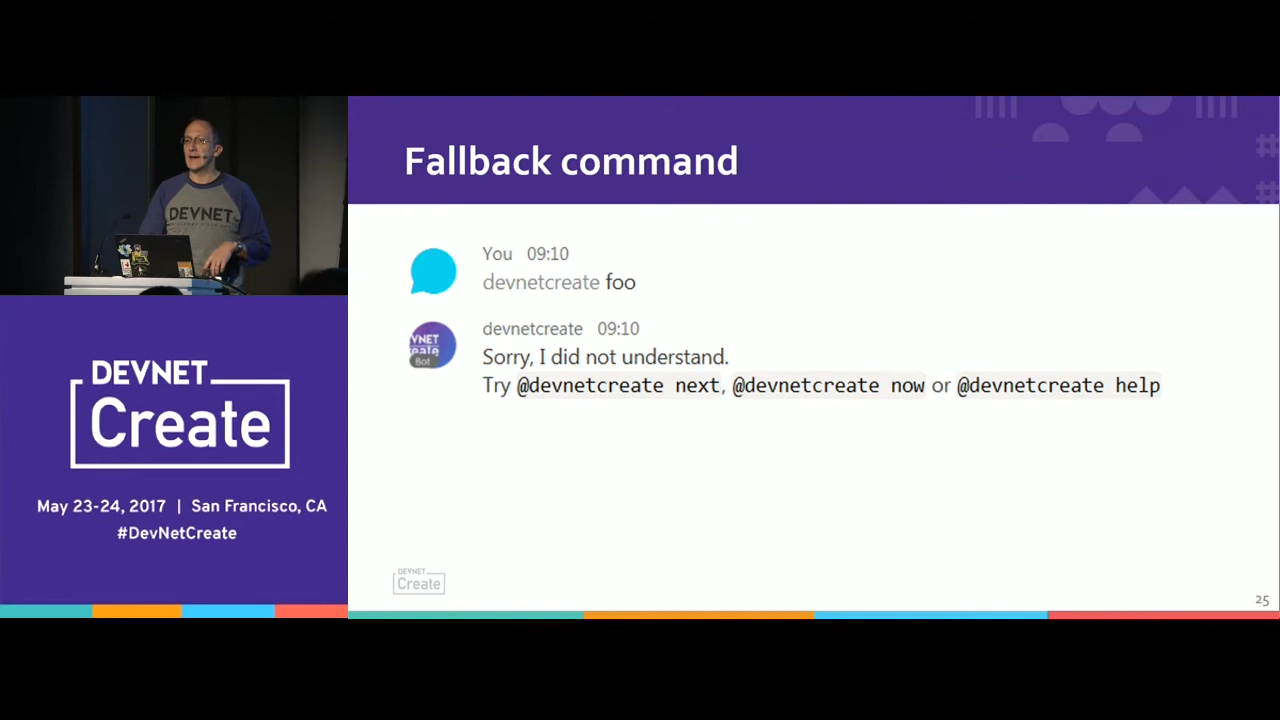 DEVNET
DEVNET
Create
May 23-24, 2017 | San Francisco, CA
#DevNetCreate
Fallback command
You 09:10
devnetcreate foo
Bot
devnetcreate 09:10
Sorry, I did not understand.
Try @devnetcreate next, @devnetcreate now or @devnetcreate help
DEVNET
Create
25